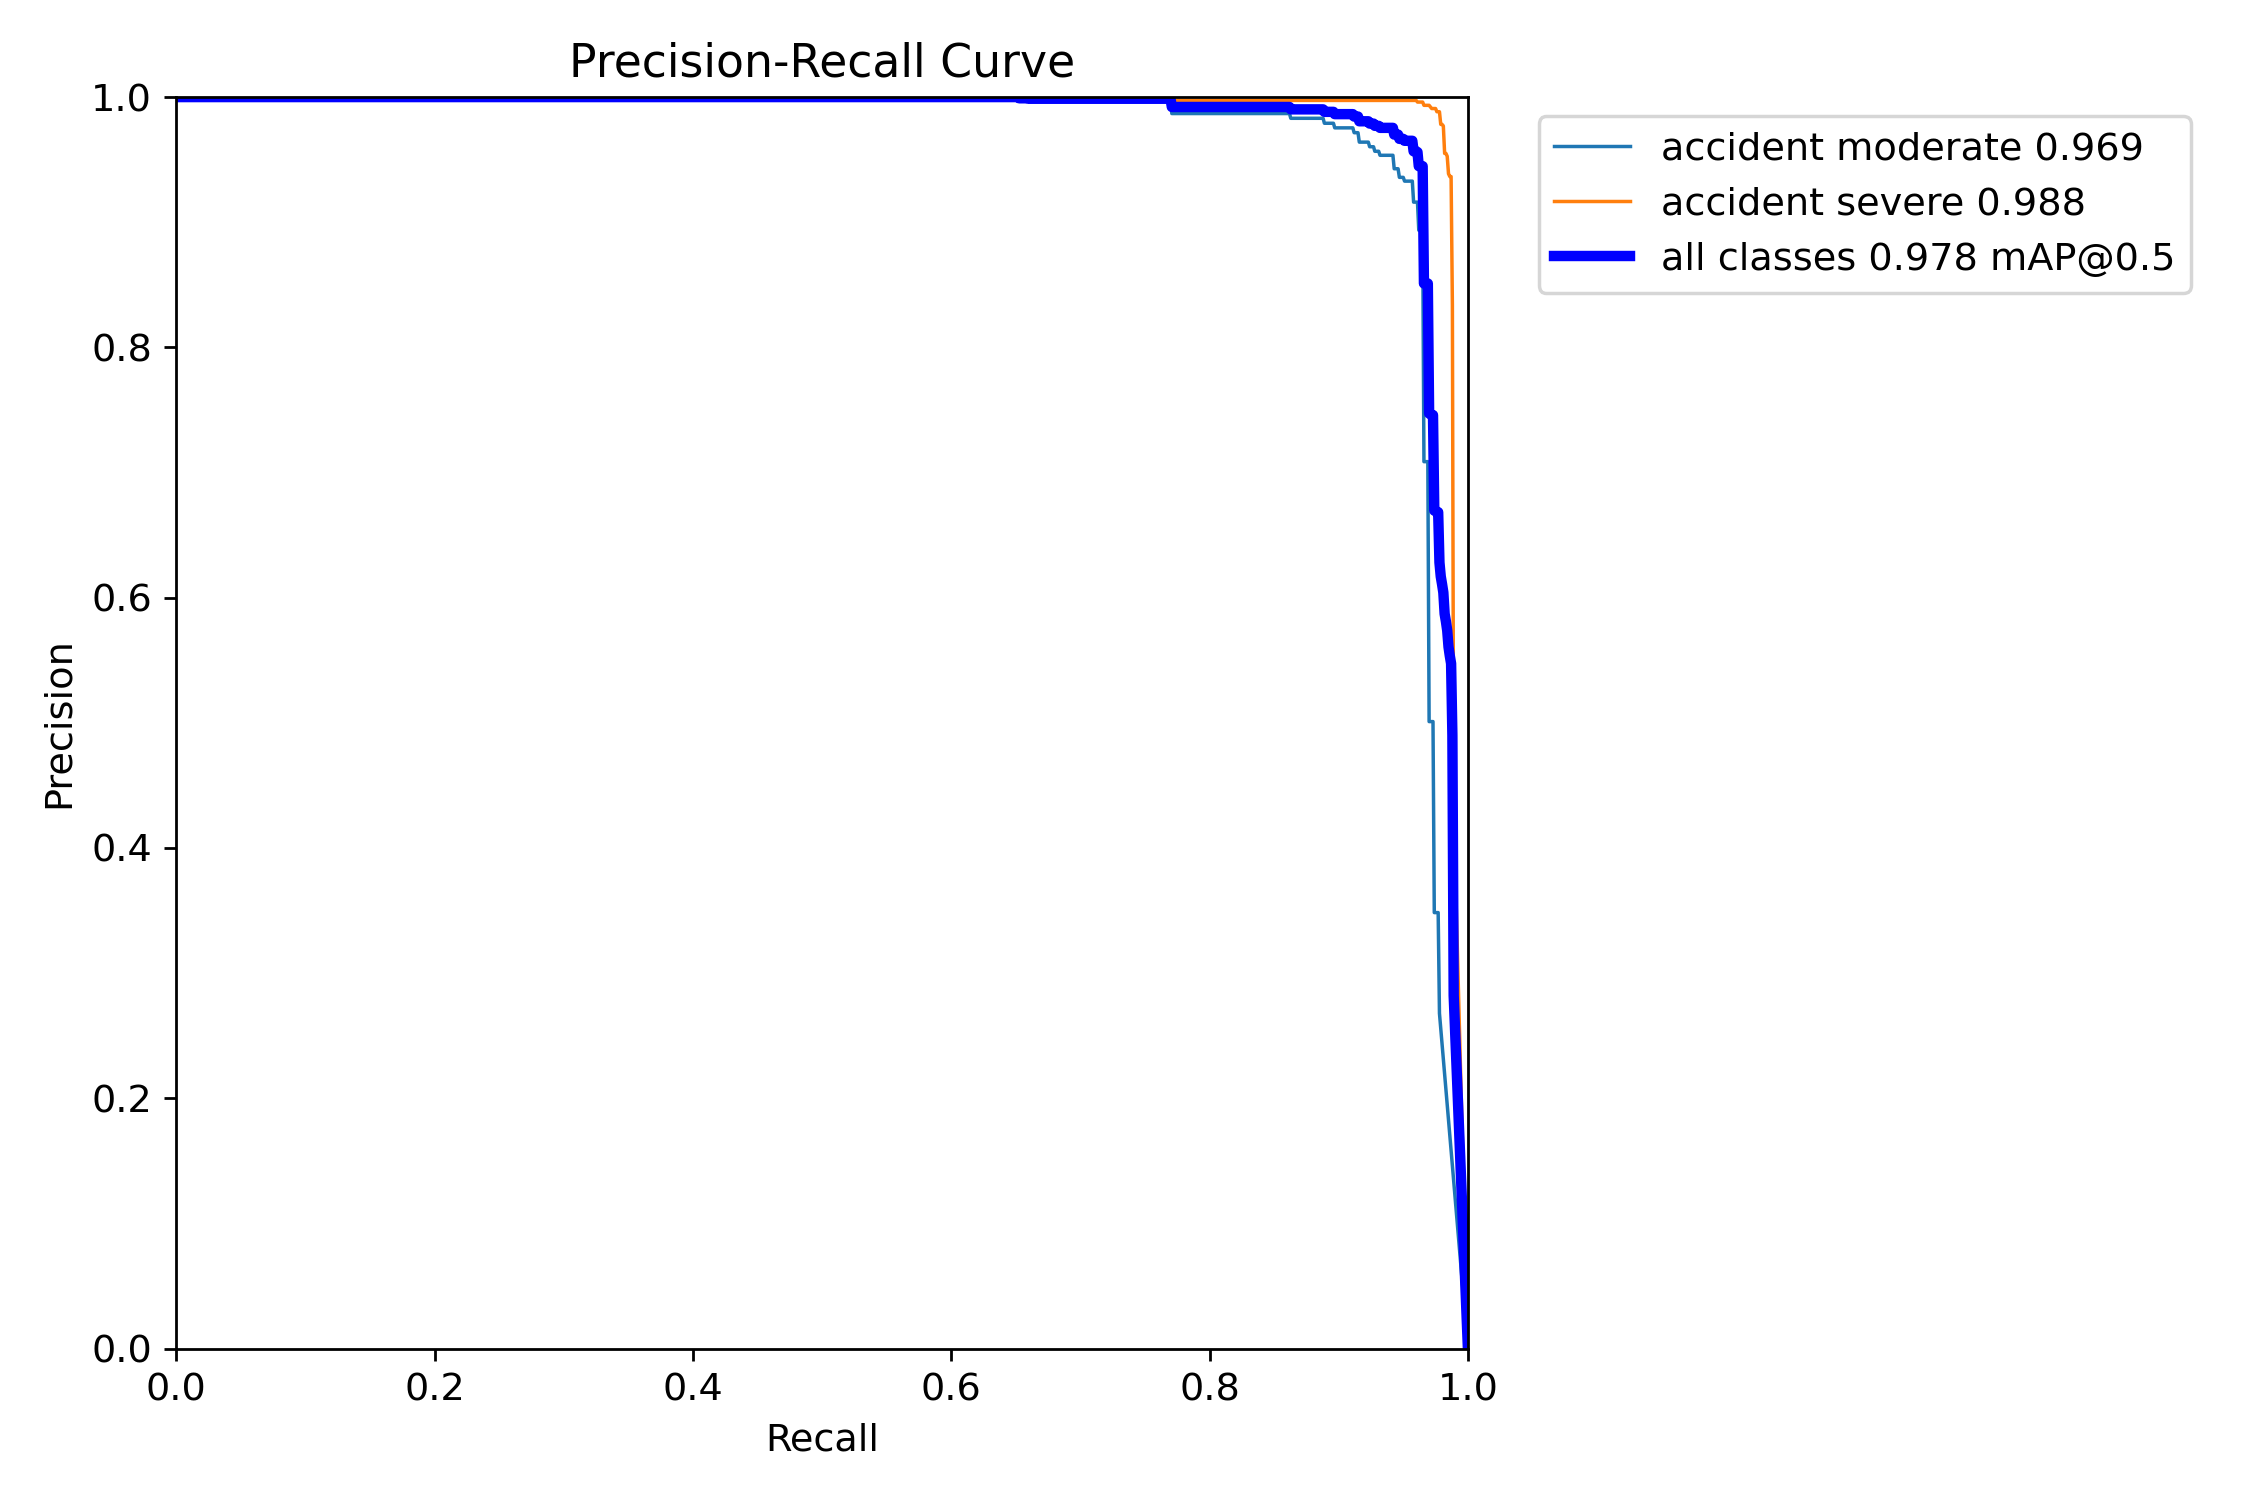 Precision-Recall Curve
1.0
0.8
0.6
0.4
0.2
0.0
Precision
0.0 0.2 0.4 0.6 0.8 1.0
Recall
accident moderate 0.969
accident severe 0.988
all classes 0.978 mAP@0.5